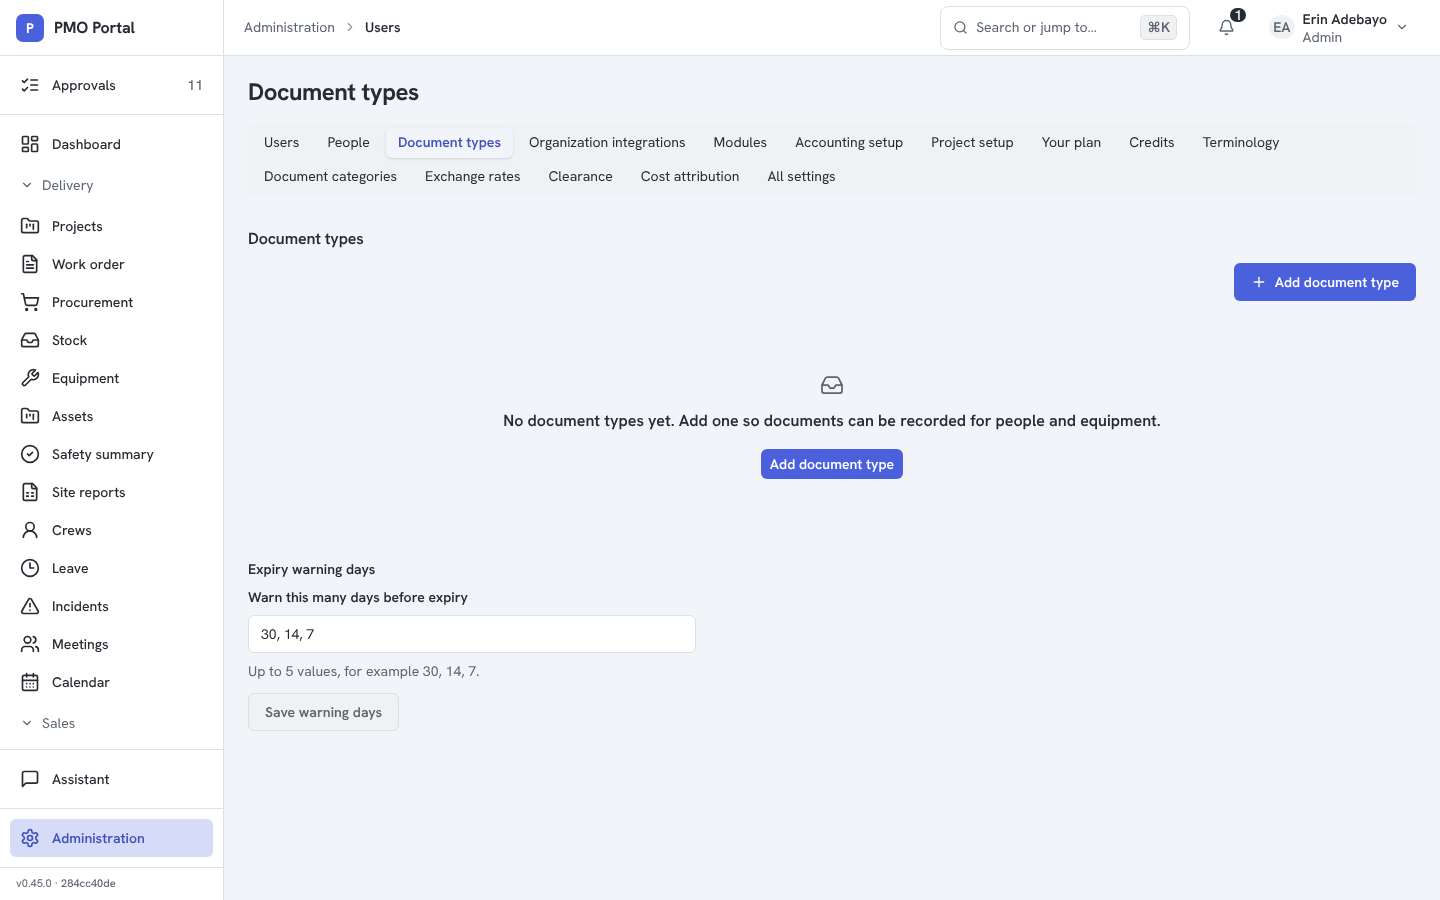 P
PMO Portal
Administration
Users
Search or jump to...
⌘K
1
EA
Erin Adebayo
Admin
Approvals
11
Dashboard
Delivery
Projects
Work order
Procurement
Stock
Equipment
Assets
Safety summary
Site reports
Crews
Leave
Incidents
Meetings
Calendar
Sales
Assistant
Administration
v0.45.0 · 284cc40de
Document types
Users
People
Document types
Organization integrations
Modules
Accounting setup
Project setup
Your plan
Credits
Terminology
Document categories
Exchange rates
Clearance
Cost attribution
All settings
Document types
Add document type
No document types yet. Add one so documents can be recorded for people and equipment.
Add document type
Expiry warning days
Warn this many days before expiry
30, 14, 7
Up to 5 values, for example 30, 14, 7.
Save warning days